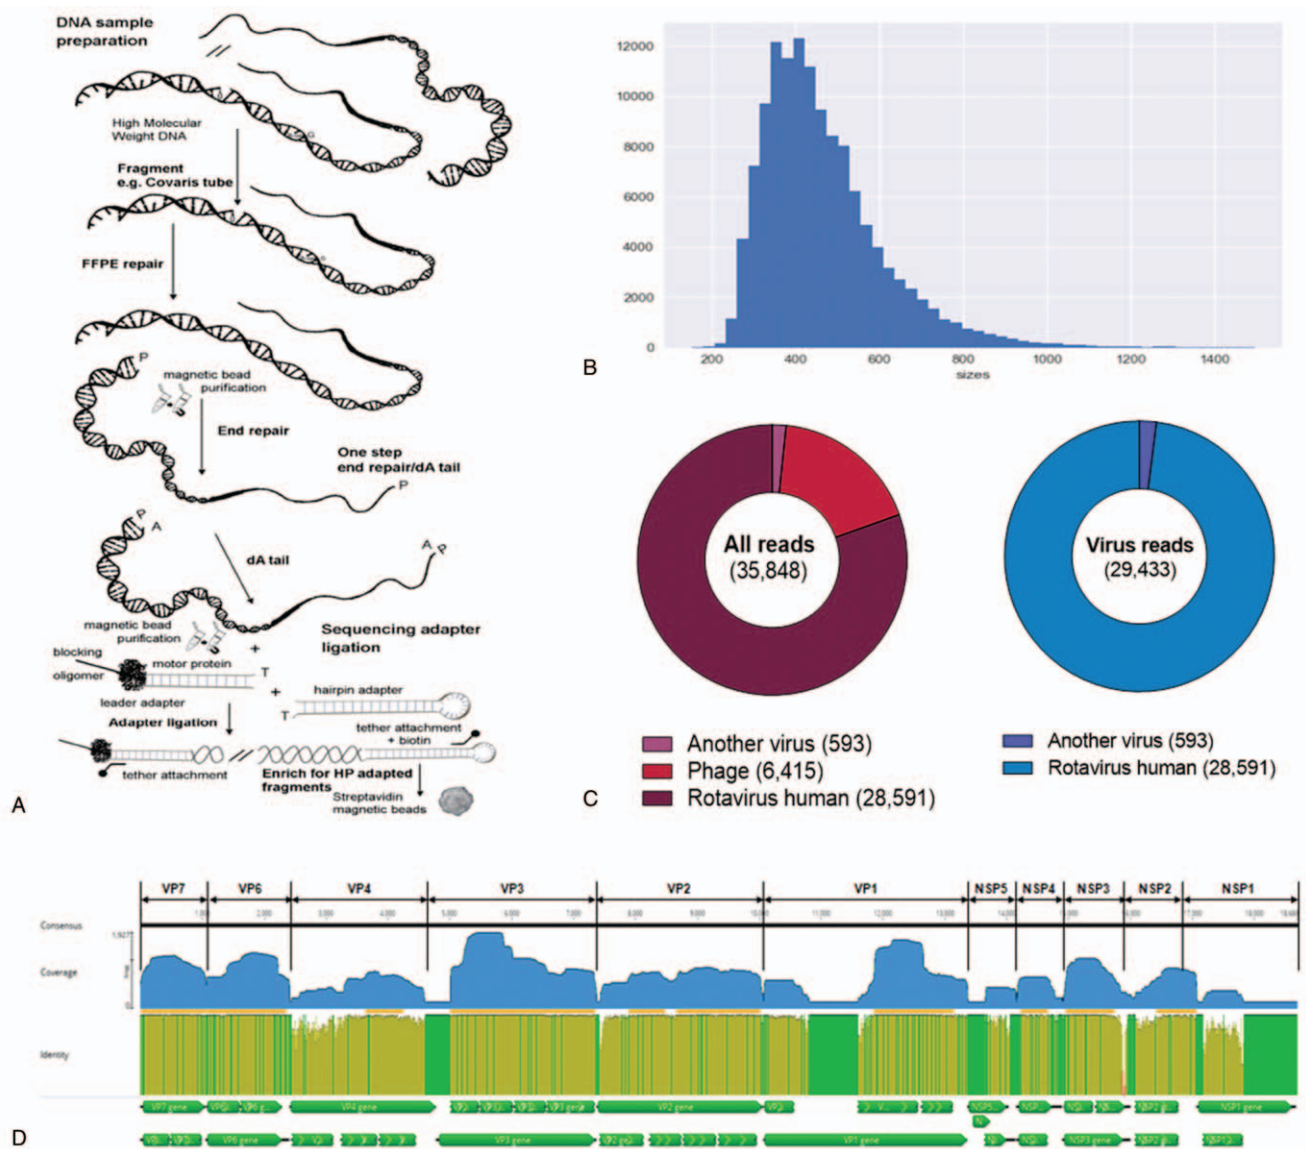 DNA sample
preparation
High Molecular
Weight DNA
Fragment
e.g. Covaris tube
FFPE repair
P
magnetic bead
purification
End repair
One step
end repair/dA tail
P
P
A
A P
dA tail
magnetic bead
purification
+
Sequencing adapter
ligation
blocking
oligomer
motor protein
T
+
leader adapter
hairpin adapter
T
Adapter ligation
tether attachment
+ biotin
tether attachment
Enrich for HP adapted
fragments
Streptavidin
magnetic beads
A
12000
10000
8000
6000
4000
2000
0
200 400 600 800 1000 1200 1400
sizes
B
All reads
(35,848)
Another virus (593)
Phage (6,415)
Rotavirus human (28,591)
Virus reads
(29,433)
Another virus (593)
Rotavirus human (28,591)
C
VP7 VP6 VP4 VP3 VP2 VP1 NSP5 NSP4 NSP3 NSP2 NSP1
Consensus
1,927
Coverage
0
Identity
VP7 gene VP4 gene VP2 gene NSP1 gene
VP6 gene VP3 gene VP1 gene NSP3 gene
D